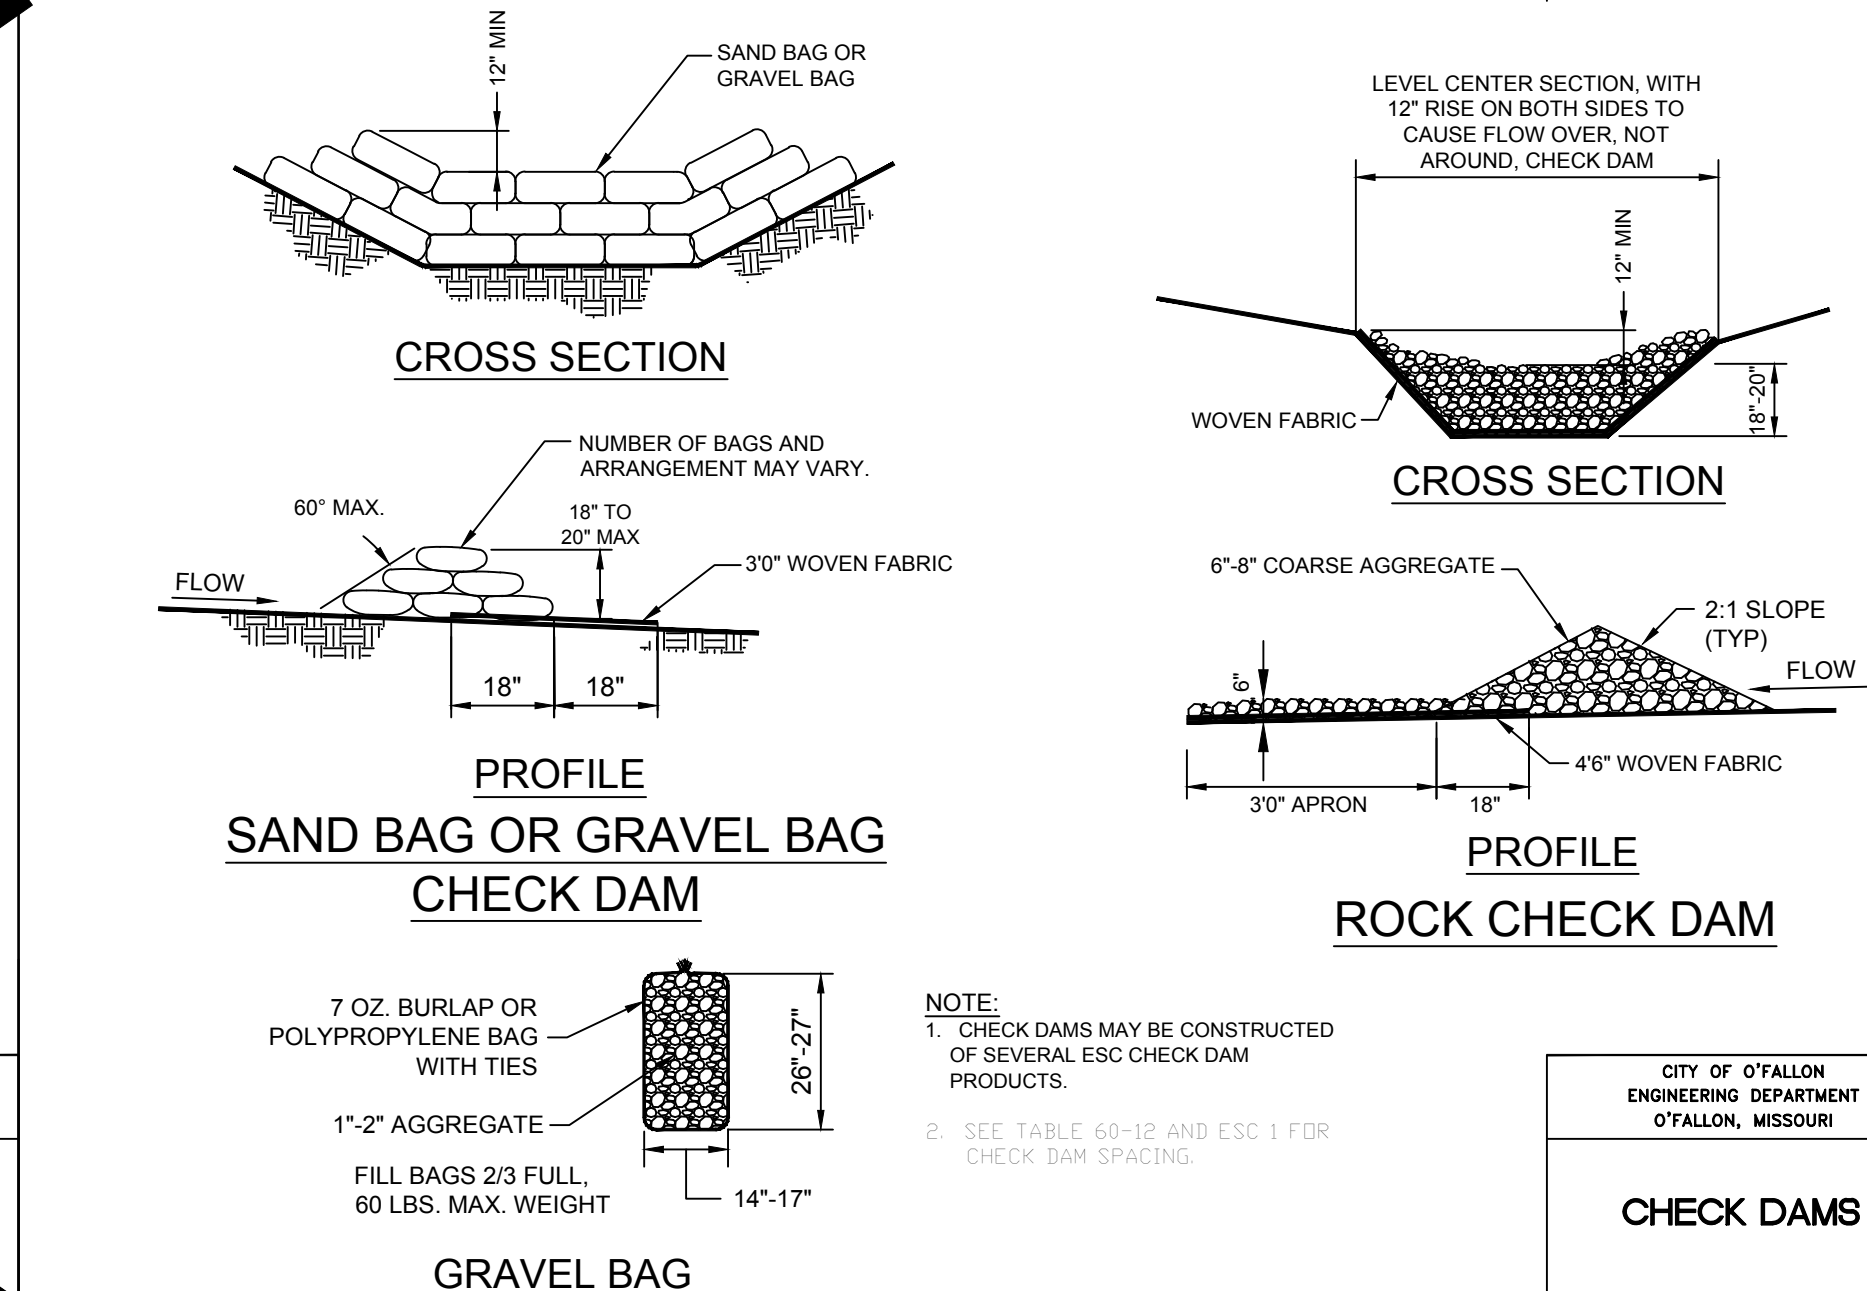 12" MIN
SAND BAG OR
GRAVEL BAG
CROSS SECTION
NUMBER OF BAGS AND
ARRANGEMENT MAY VARY.
60° MAX.
18" TO
20" MAX
3'0" WOVEN FABRIC
FLOW
18"
18"
PROFILE
SAND BAG OR GRAVEL BAG
CHECK DAM
7 OZ. BURLAP OR
POLYPROPYLENE BAG
WITH TIES
1"-2" AGGREGATE
FILL BAGS 2/3 FULL,
60 LBS. MAX. WEIGHT
26"-27"
14"-17"
GRAVEL BAG
LEVEL CENTER SECTION, WITH
12" RISE ON BOTH SIDES TO
CAUSE FLOW OVER, NOT
AROUND, CHECK DAM
12" MIN
WOVEN FABRIC
18"-20"
CROSS SECTION
6"-8" COARSE AGGREGATE
2:1 SLOPE
(TYP)
FLOW
6"
4'6" WOVEN FABRIC
3'0" APRON
18"
PROFILE
ROCK CHECK DAM
NOTE:
1. CHECK DAMS MAY BE CONSTRUCTED
OF SEVERAL ESC CHECK DAM
PRODUCTS.
2. SEE TABLE 60-12 AND ESC 1 FOR
CHECK DAM SPACING.
CITY OF O'FALLON
ENGINEERING DEPARTMENT
O'FALLON, MISSOURI
CHECK DAMS